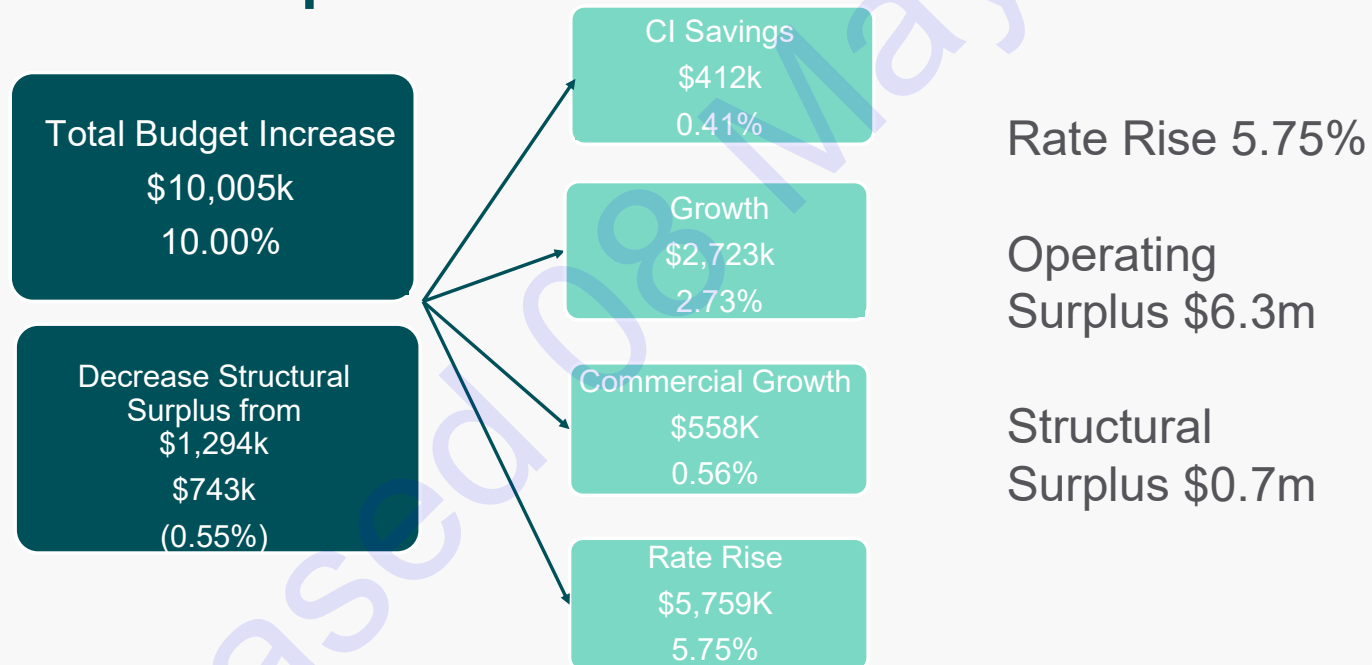 Total Budget Increase
$10,005k
10.00%
Decrease Structural
Surplus from
$1,294k
$743k
(0.55%)
CI Savings
$412k
0.41%
Growth
$2,723k
2.73%
Commercial Growth
$558K
0.56%
Rate Rise
$5,759K
5.75%
Rate Rise 5.75%
Operating
Surplus $6.3m
Structural
Surplus $0.7m
08 May